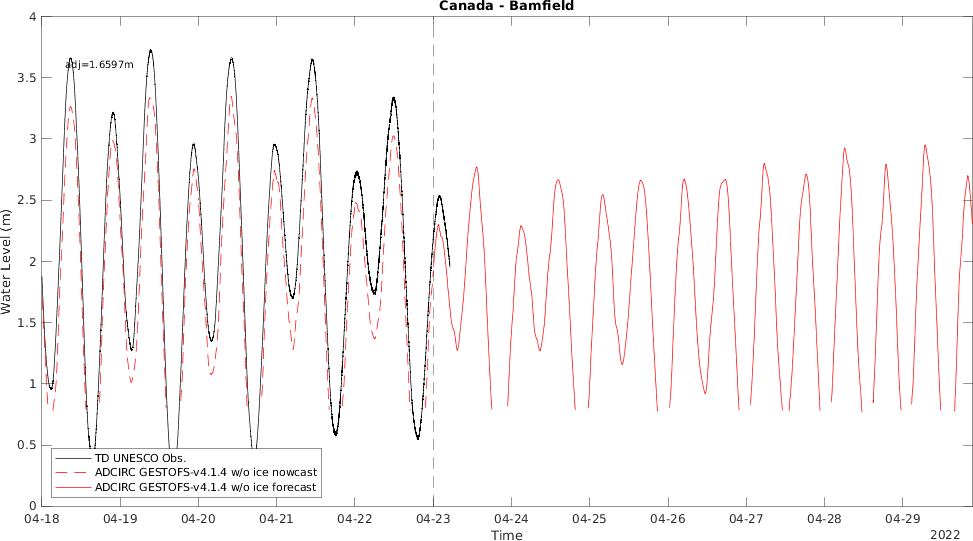 Canada - Bamfield
adj=1.6597m
4
3.5
3
2.5
2
1.5
1
0.5
0
Water Level (m)
TD UNESCO Obs.
ADCIRC GESTOFS-v4.1.4 w/o ice nowcast
ADCIRC GESTOFS-v4.1.4 w/o ice forecast
04-18 04-19 04-20 04-21 04-22 04-23 04-24 04-25 04-26 04-27 04-28 04-29
Time
2022